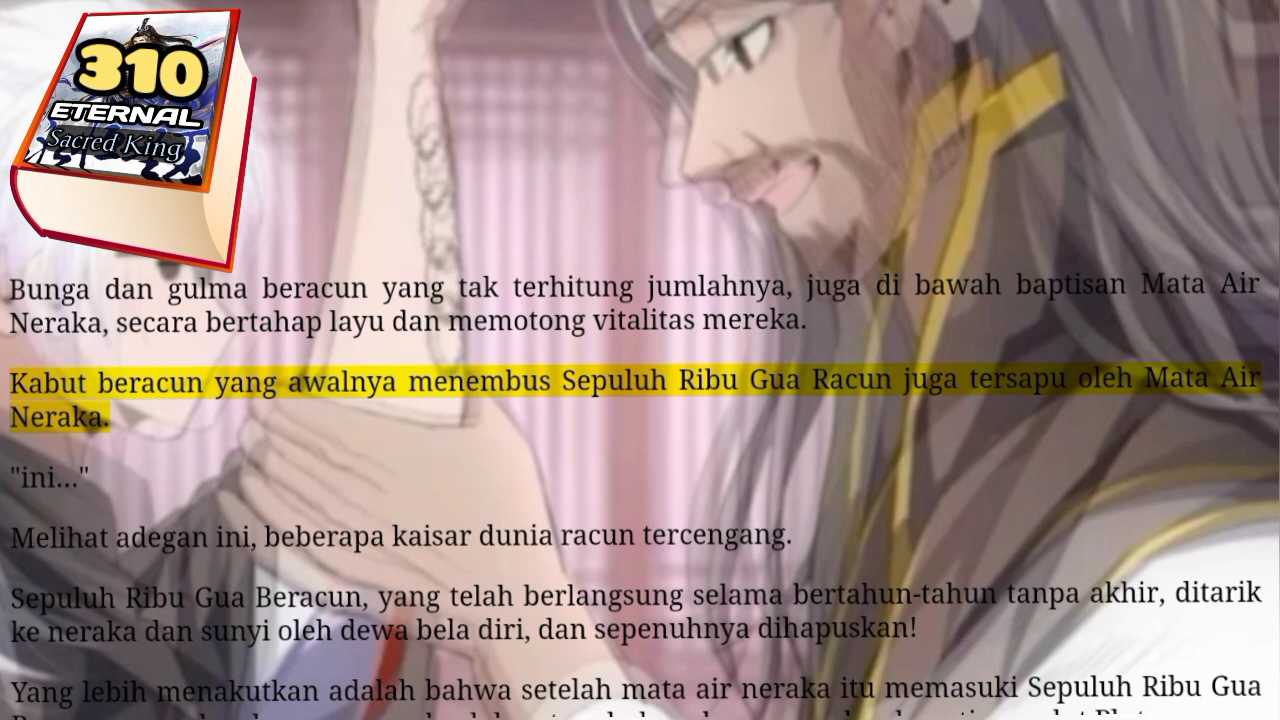 310
ETERNAL
Sacred King
Bunga dan gulma beracun yang tak terhitung jumlahnya, juga di bawah baptisan Mata Air
Neraka, secara bertahap layu dan memotong vitalitas mereka.
Kabut beracun yang awalnya menembus Sepuluh Ribu Gua Racun juga tersapu oleh Mata Air
Neraka.
"ini..."
Melihat adegan ini, beberapa kaisar dunia racun tercengang.
Sepuluh Ribu Gua Beracun, yang telah berlangsung selama bertahun-tahun tanpa akhir, ditarik
ke neraka dan sunyi oleh dewa bela diri, dan sepenuhnya dihapuskan!
Yang lebih menakutkan adalah bahwa setelah mata air neraka itu memasuki Sepuluh Ribu Gua